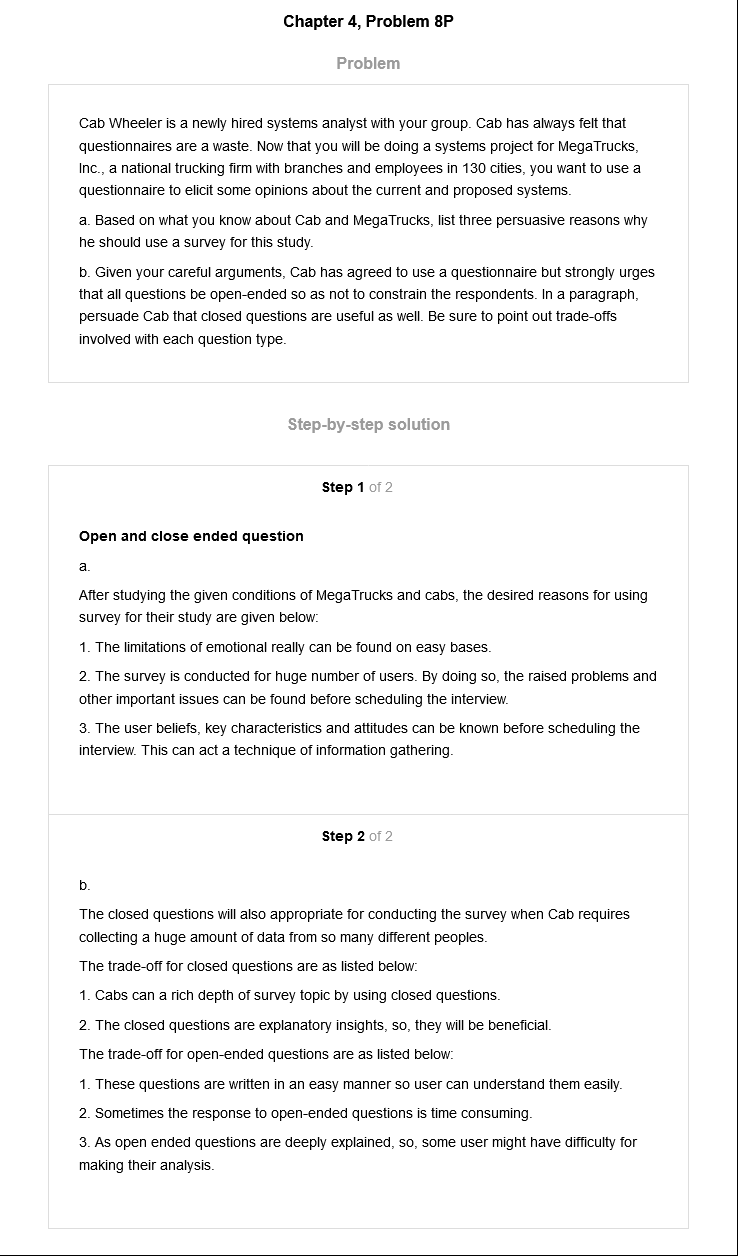 Chapter 4, Problem 8P
Problem
Cab Wheeler is a newly hired systems analyst with your group. Cab has always felt that
questionnaires are a waste. Now that you will be doing a systems project for MegaTrucks,
Inc., a national trucking firm with branches and employees in 130 cities, you want to use a
questionnaire to elicit some opinions about the current and proposed systems.
a. Based on what you know about Cab and MegaTrucks, list three persuasive reasons why
he should use a survey for this study.
b. Given your careful arguments, Cab has agreed to use a questionnaire but strongly urges
that all questions be open-ended so as not to constrain the respondents. In a paragraph,
persuade Cab that closed questions are useful as well. Be sure to point out trade-offs
involved with each question type.
Step-by-step solution
Step 1 of 2
Open and close ended question
a.
After studying the given conditions of MegaTrucks and cabs, the desired reasons for using
survey for their study are given below:
1. The limitations of emotional really can be found on easy bases.
2. The survey is conducted for huge number of users. By doing so, the raised problems and
other important issues can be found before scheduling the interview.
3. The user beliefs, key characteristics and attitudes can be known before scheduling the
interview. This can act a technique of information gathering.
Step 2 of 2
b.
The closed questions will also appropriate for conducting the survey when Cab requires
collecting a huge amount of data from so many different peoples.
The trade-off for closed questions are as listed below:
1. Cabs can a rich depth of survey topic by using closed questions.
2. The closed questions are explanatory insights, so, they will be beneficial.
The trade-off for open-ended questions are as listed below:
1. These questions are written in an easy manner so user can understand them easily.
2. Sometimes the response to open-ended questions is time consuming.
3. As open ended questions are deeply explained, so, some user might have difficulty for
making their analysis.